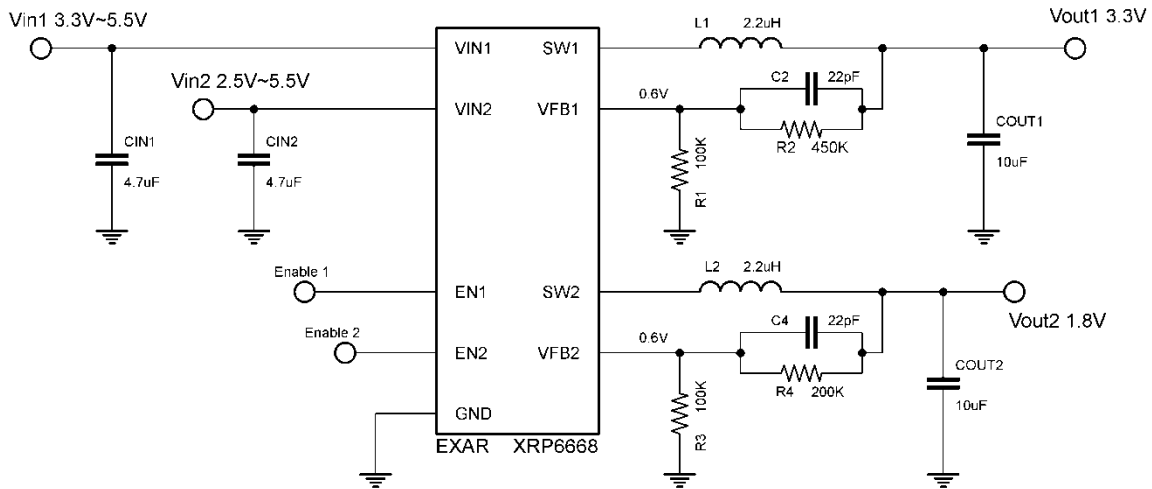 Vin1 3.3V~5.5V
L1 2.2uH
Vout1 3.3V
VIN1 SW1
Vin2 2.5V~5.5V
C2 22pF
0.6V
VIN2 VFB1
CIN1
4.7uF
CIN2
4.7uF
R1 100K
R2 450K
COUT1
10uF
Enable 1
L2 2.2uH
EN1 SW2
Vout2 1.8V
Enable 2
C4 22pF
0.6V
EN2 VFB2
R3 100K
R4 200K
COUT2
10uF
GND
EXAR XRP6668